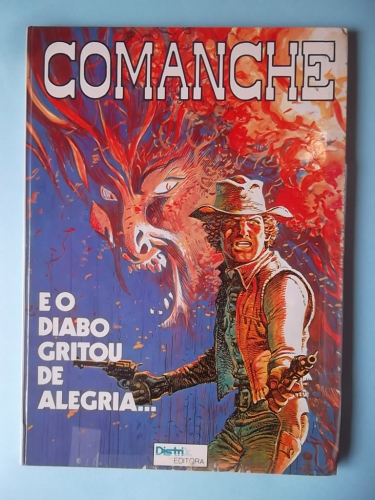 COMANCHE
E O
DIABO
GRITOU
DE
ALEGRIA...
Distri
EDITORA